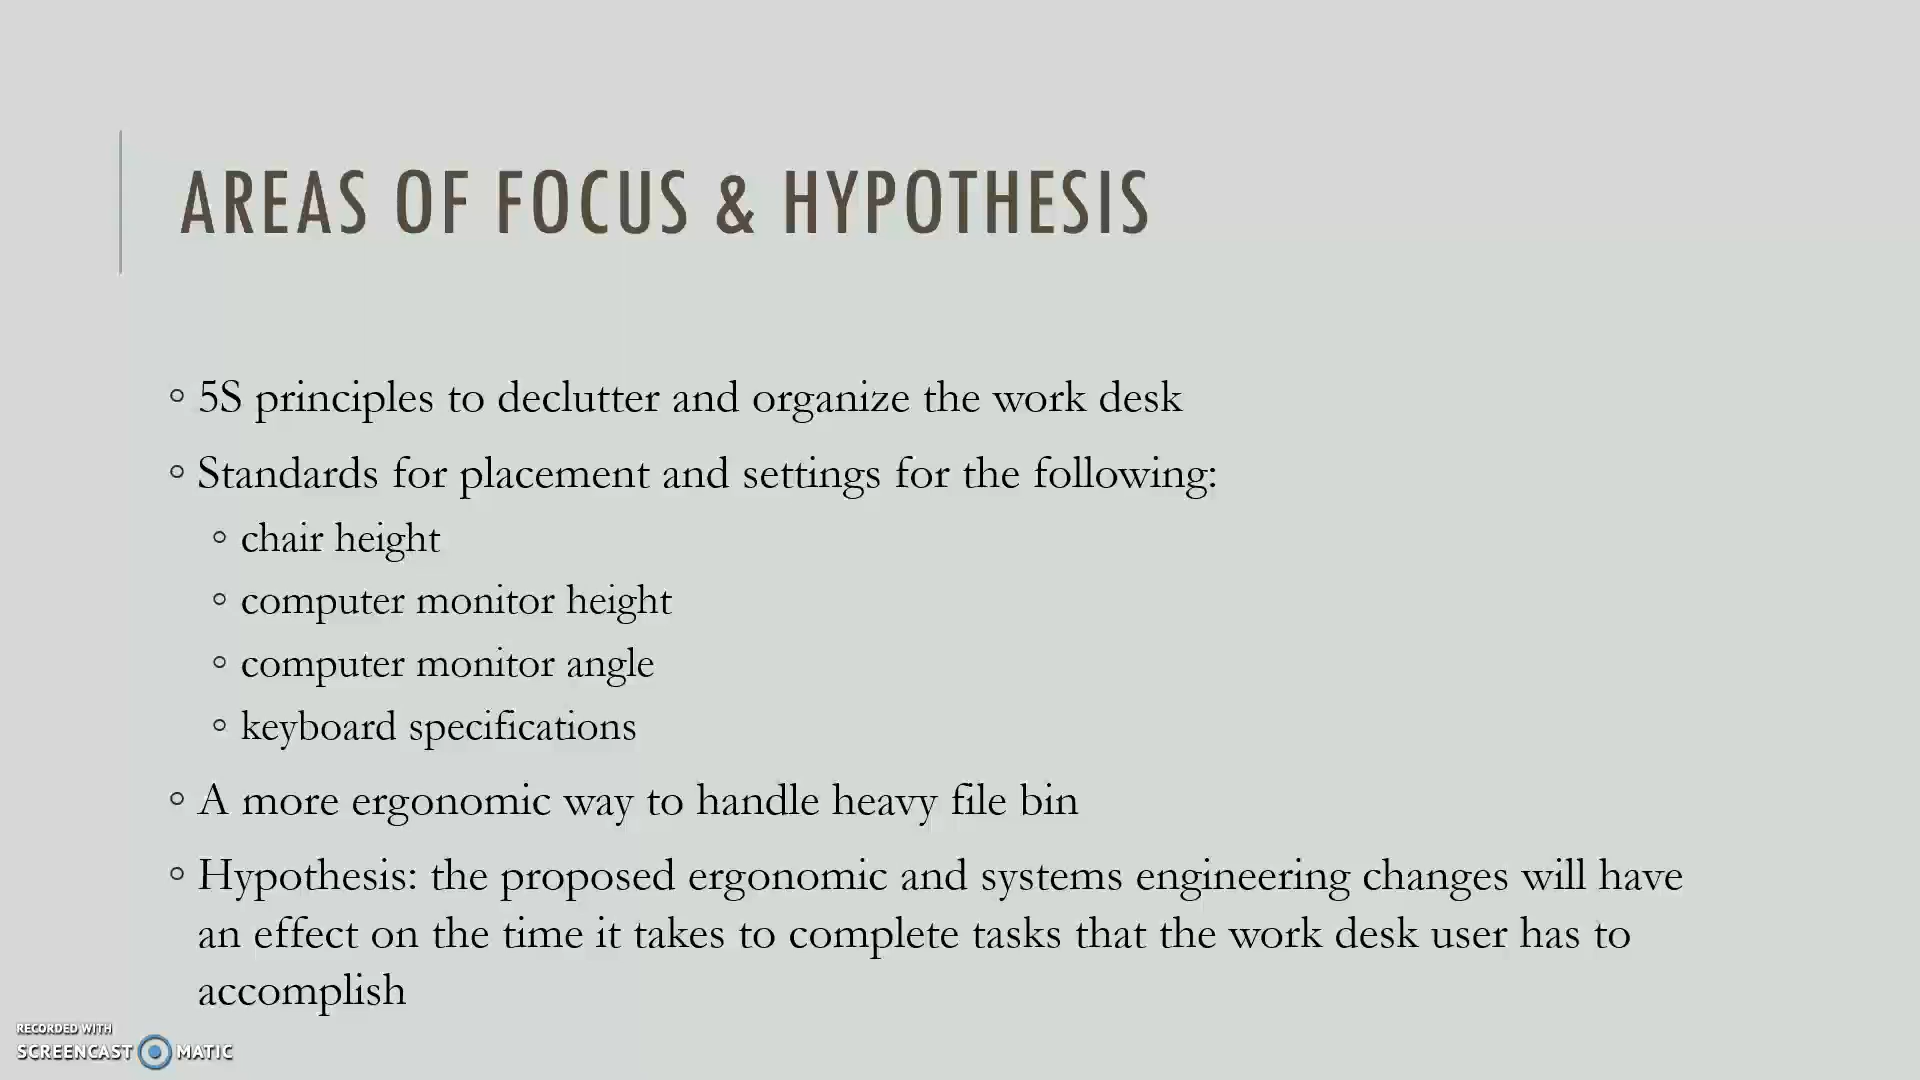 AREAS OF FOCUS & HYPOTHESIS
◦ 5S principles to declutter and organize the work desk
◦ Standards for placement and settings for the following:
◦ chair height
◦ computer monitor height
◦ computer monitor angle
◦ keyboard specifications
◦ A more ergonomic way to handle heavy file bin
◦ Hypothesis: the proposed ergonomic and systems engineering changes will have
an effect on the time it takes to complete tasks that the work desk user has to
accomplish
RECORDED WITH
SCREENCAST MATIC